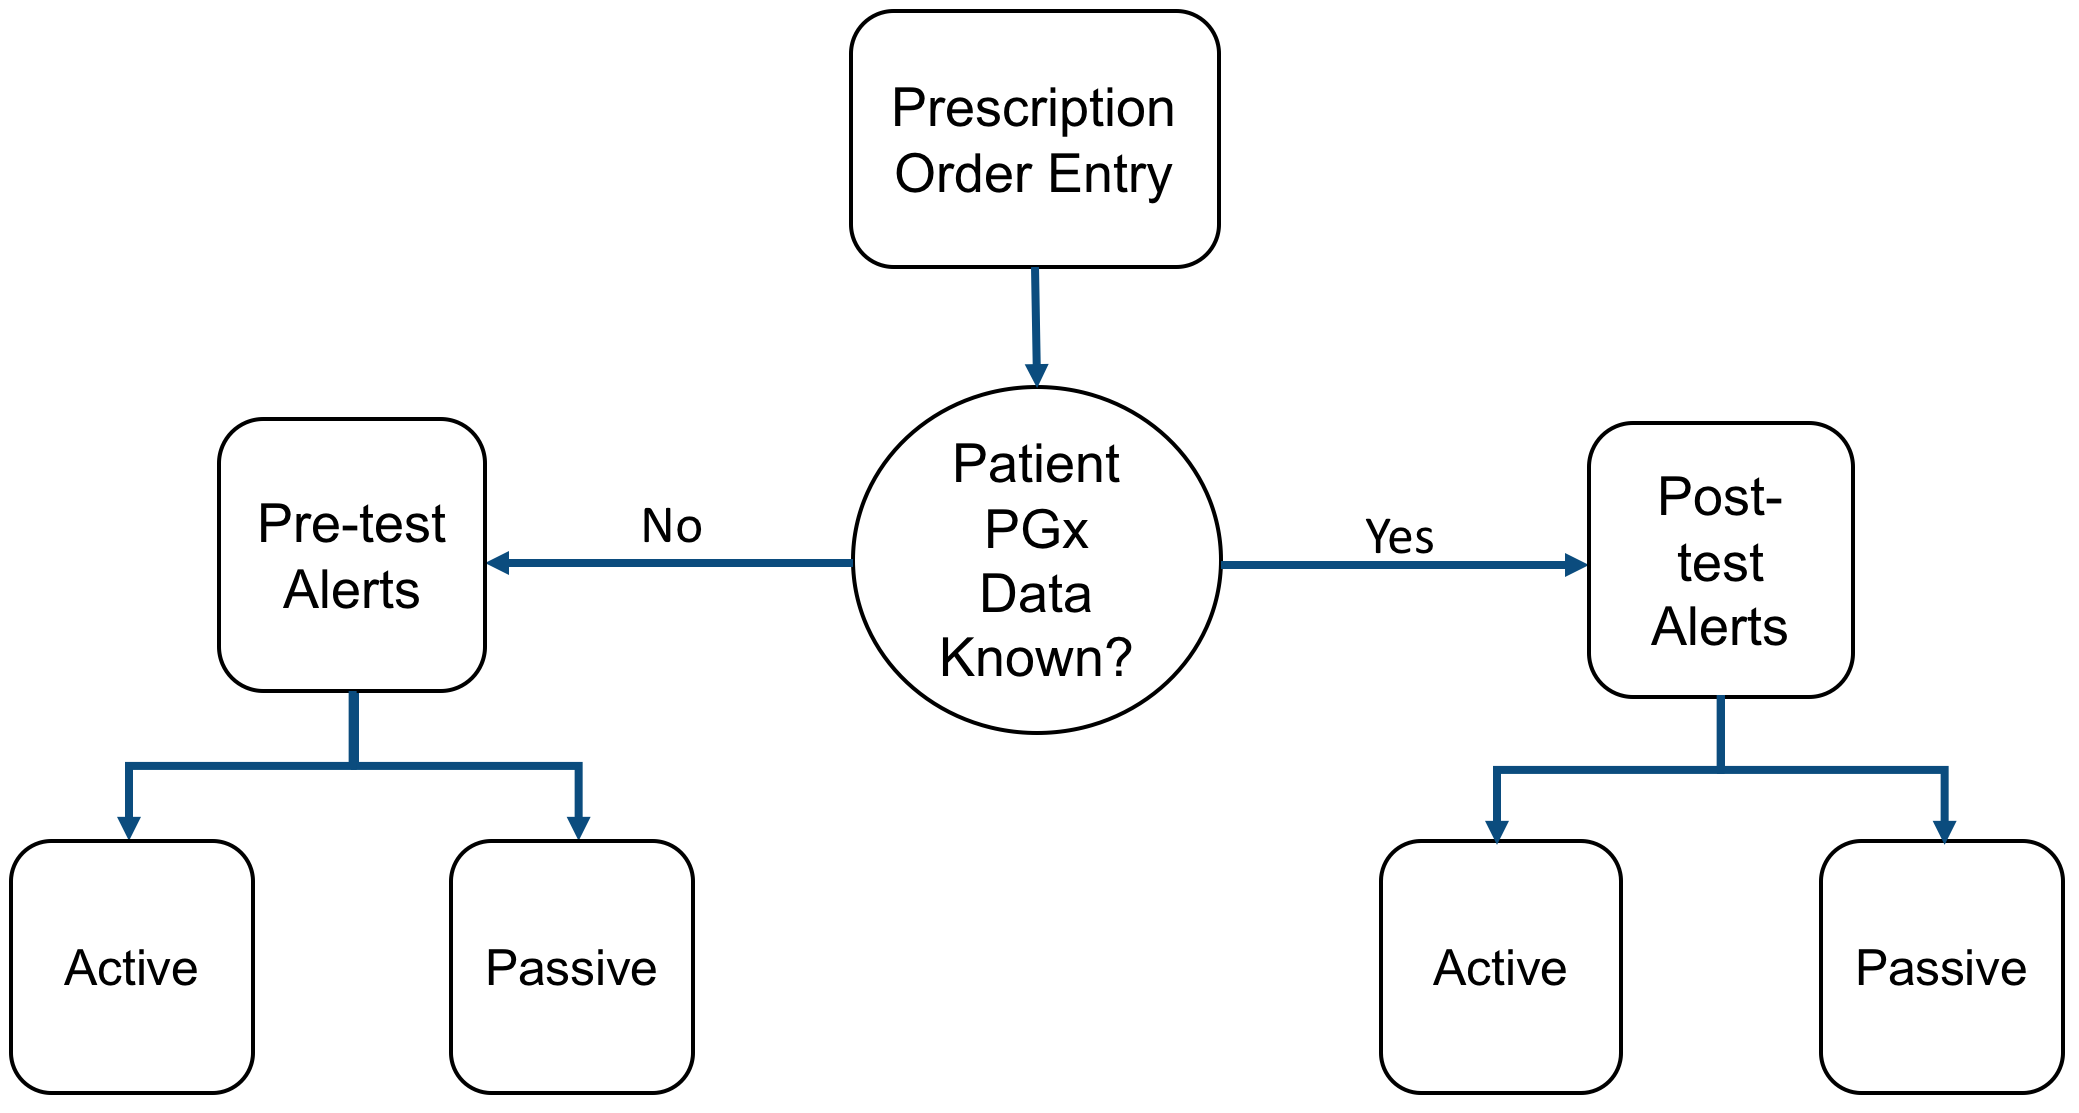 Prescription
Order Entry
Patient
PGx
Data
Known?
No
Yes
Pre-test
Alerts
Post-
test
Alerts
Active
Passive
Active
Passive